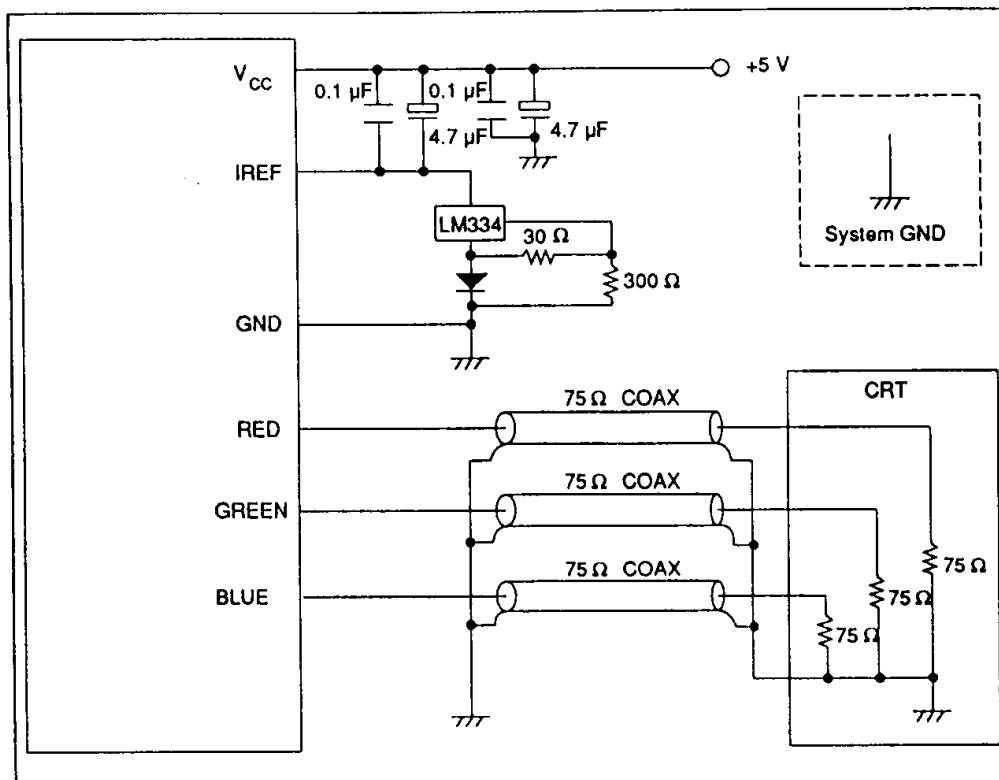 V_CC
+5 V
0.1 µF
0.1 µF
4.7 µF
4.7 µF
IREF
LM334
30 Ω
300 Ω
System GND
GND
CRT
75 Ω COAX
RED
75 Ω COAX
GREEN
75 Ω
75 Ω COAX
75 Ω
BLUE
75 Ω